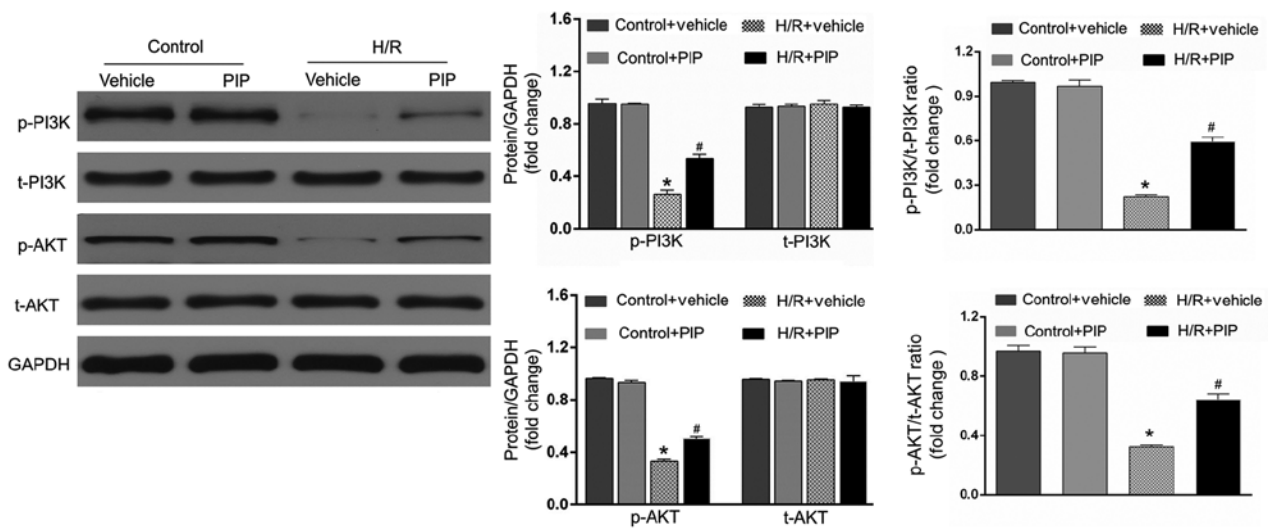 Control H/R
Vehicle PIP Vehicle PIP
p-PI3K
t-PI3K
p-AKT
t-AKT
GAPDH
Control+vehicle H/R+vehicle
Control+PIP H/R+PIP
Protein/GAPDH
(fold change)
1.6
1.2
0.8
0.4
0.0
*
#
p-PI3K t-PI3K
Control+vehicle H/R+vehicle
Control+PIP H/R+PIP
p-PI3K/t-PI3K ratio
(fold change )
1.2
0.9
0.6
0.3
0.0
*
#
Control+vehicle H/R+vehicle
Control+PIP H/R+PIP
Protein/GAPDH
(fold change)
1.6
1.2
0.8
0.4
0.0
*
#
p-AKT t-AKT
Control+vehicle H/R+vehicle
Control+PIP H/R+PIP
p-AKT/t-AKT ratio
(fold change )
1.2
0.8
0.4
0.0
*
#